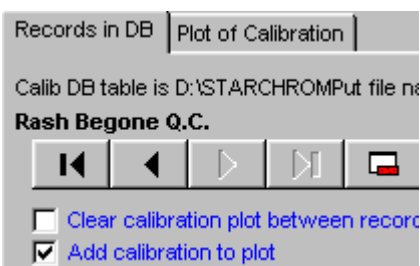 Records in DB Plot of Calibration
Calib DB table is D:\STARCHROMPut file na
Rash Begone Q.C.
Clear calibration plot between record
Add calibration to plot